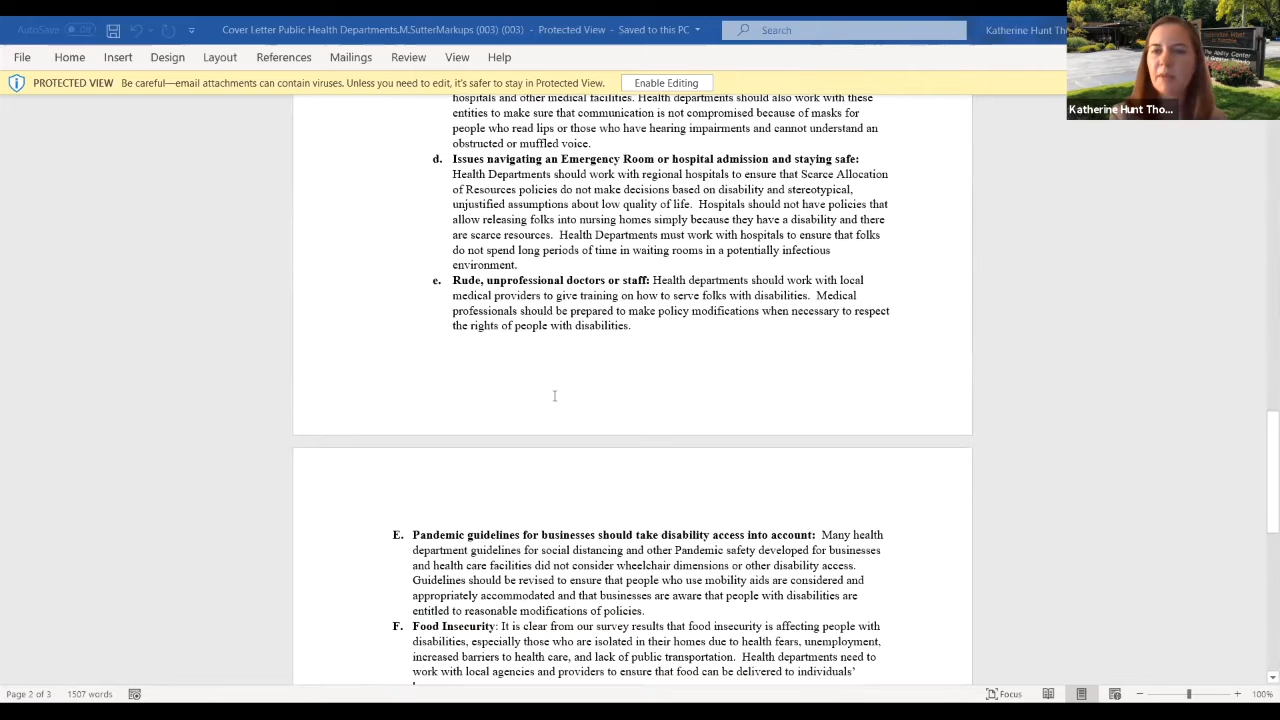 AutoSave Off
Cover Letter Public Health Departments.M.SutterMarkups (003) (003) - Protected View - Saved to this PC
Search
Katherine Hunt Th
File Home Insert Design Layout References Mailings Review View Help
PROTECTED VIEW Be careful—email attachments can contain viruses. Unless you need to edit, it's safer to stay in Protected View. Enable Editing
The Ability Center
of Greater Toledo
Katherine Hunt Tho...
hospitals and other medical facilities. Health departments should also work with these
entities to make sure that communication is not compromised because of masks for
people who read lips or those who have hearing impairments and cannot understand an
obstructed or muffled voice.
d. Issues navigating an Emergency Room or hospital admission and staying safe:
Health Departments should work with regional hospitals to ensure that Scarce Allocation
of Resources policies do not make decisions based on disability and stereotypical,
unjustified assumptions about low quality of life. Hospitals should not have policies that
allow releasing folks into nursing homes simply because they have a disability and there
are scarce resources. Health Departments must work with hospitals to ensure that folks
do not spend long periods of time in waiting rooms in a potentially infectious
environment.
e. Rude, unprofessional doctors or staff: Health departments should work with local
medical providers to give training on how to serve folks with disabilities. Medical
professionals should be prepared to make policy modifications when necessary to respect
the rights of people with disabilities.
E. Pandemic guidelines for businesses should take disability access into account: Many health
department guidelines for social distancing and other Pandemic safety developed for businesses
and health care facilities did not consider wheelchair dimensions or other disability access.
Guidelines should be revised to ensure that people who use mobility aids are considered and
appropriately accommodated and that businesses are aware that people with disabilities are
entitled to reasonable modifications of policies.
F. Food Insecurity: It is clear from our survey results that food insecurity is affecting people with
disabilities, especially those who are isolated in their homes due to health fears, unemployment,
increased barriers to health care, and lack of public transportation. Health departments need to
work with local agencies and providers to ensure that food can be delivered to individuals'
Page 2 of 3 1507 words
Focus
100%